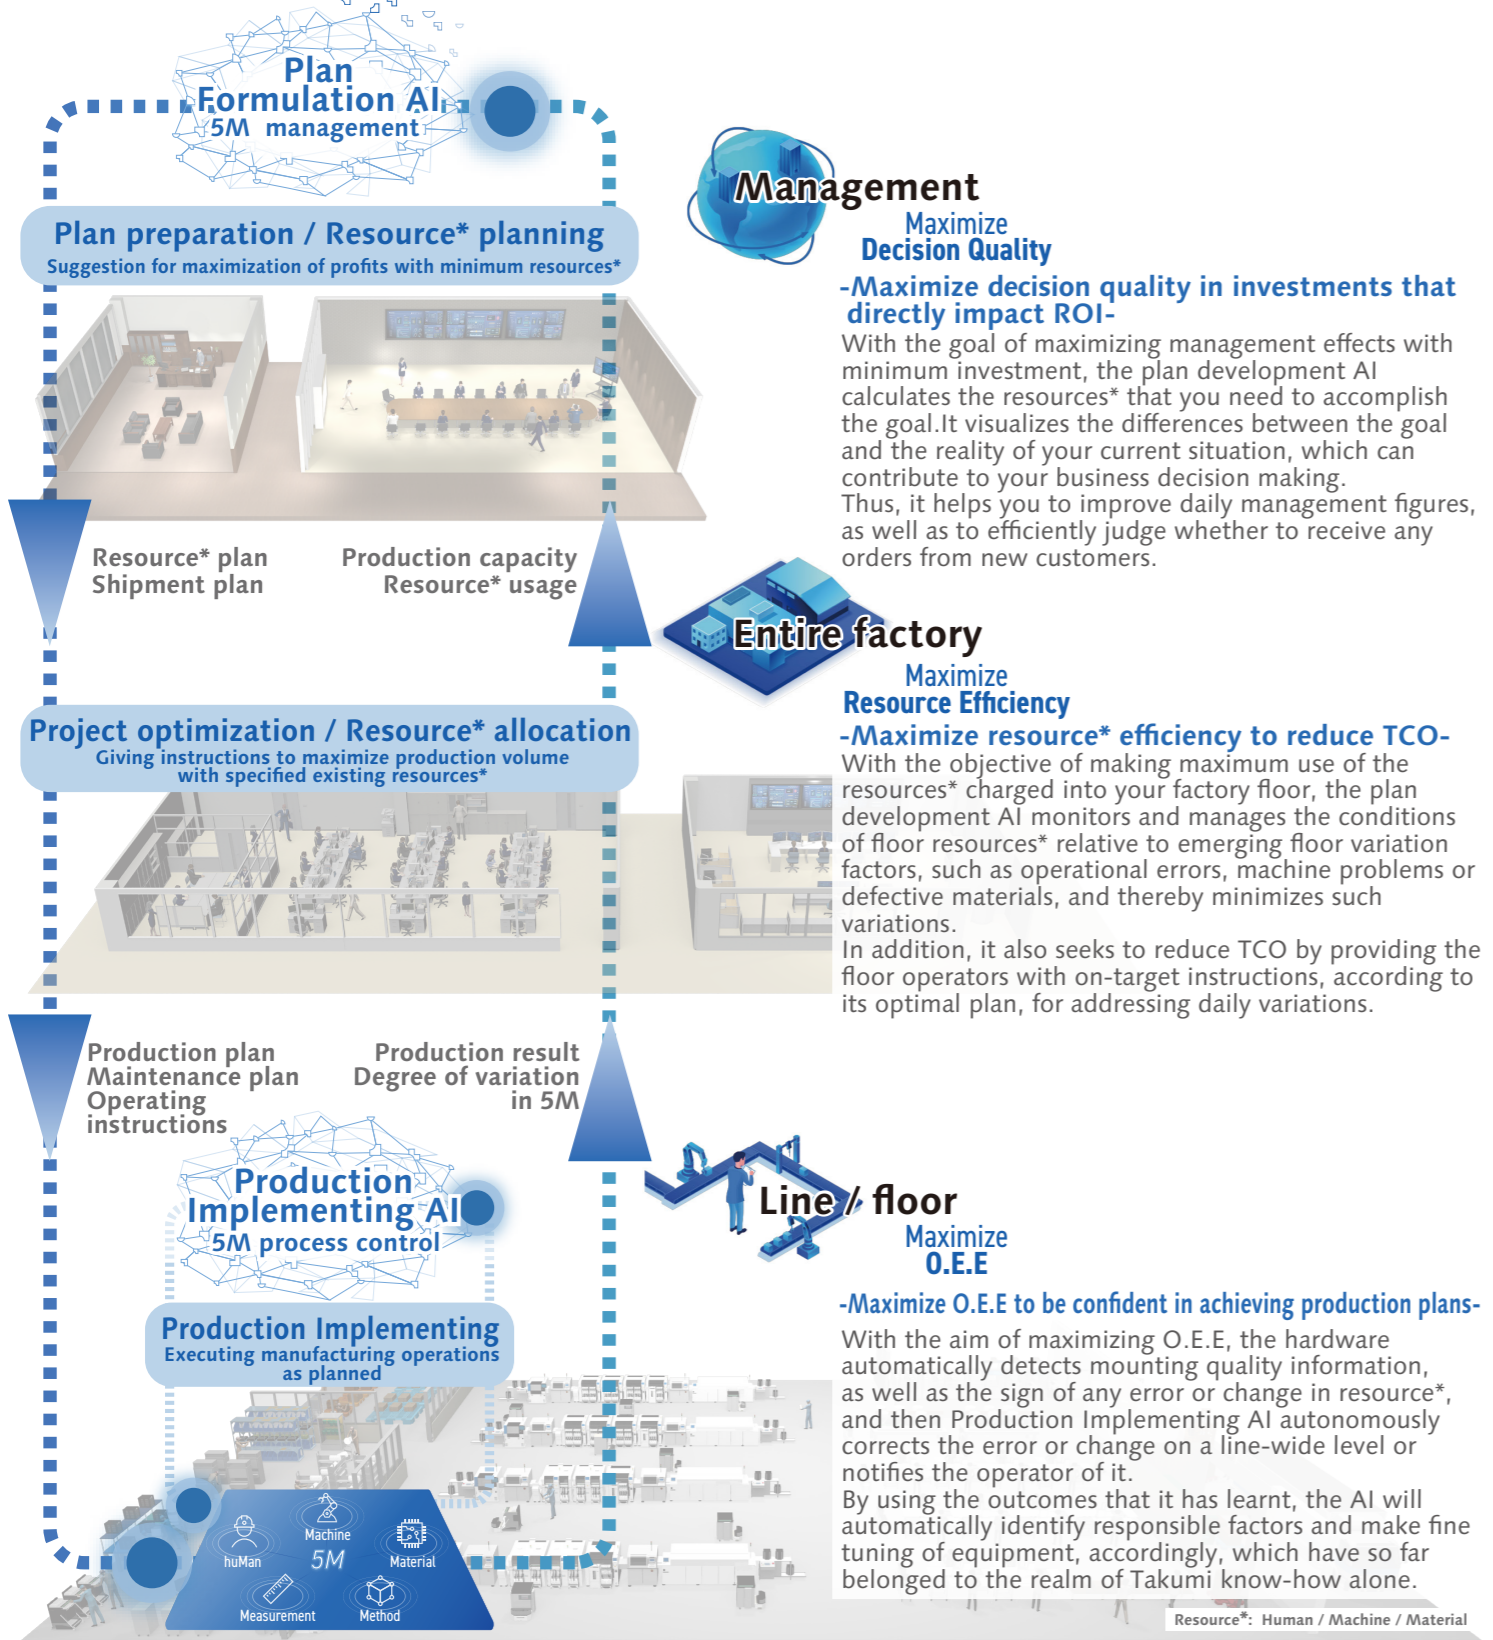 Plan
Formulation AI
5M management
Plan preparation / Resource* planning
Suggestion for maximization of profits with minimum resources*
Resource* plan
Shipment plan
Production capacity
Resource* usage
Management
Maximize
Decision Quality
-Maximize decision quality in investments that
directly impact ROI-
With the goal of maximizing management effects with
minimum investment, the plan development AI
calculates the resources* that you need to accomplish
the goal.It visualizes the differences between the goal
and the reality of your current situation, which can
contribute to your business decision making.
Thus, it helps you to improve daily management figures,
as well as to efficiently judge whether to receive any
orders from new customers.
Project optimization / Resource* allocation
Giving instructions to maximize production volume
with specified existing resources*
Production plan
Maintenance plan
Operating
instructions
Production result
Degree of variation
in 5M
Entire factory
Maximize
Resource Efficiency
-Maximize resource* efficiency to reduce TCO-
With the objective of making maximum use of the
resources* charged into your factory floor, the plan
development AI monitors and manages the conditions
of floor resources* relative to emerging floor variation
factors, such as operational errors, machine problems or
defective materials, and thereby minimizes such
variations.
In addition, it also seeks to reduce TCO by providing the
floor operators with on-target instructions, according to
its optimal plan, for addressing daily variations.
Production
Implementing AI
5M process control
Production Implementing
Executing manufacturing operations
as planned
Machine
huMan
5M
Material
Measurement
Method
Line / floor
Maximize
O.E.E
-Maximize O.E.E to be confident in achieving production plans-
With the aim of maximizing O.E.E, the hardware
automatically detects mounting quality information,
as well as the sign of any error or change in resource*,
and then Production Implementing AI autonomously
corrects the error or change on a line-wide level or
notifies the operator of it.
By using the outcomes that it has learnt, the AI will
automatically identify responsible factors and make fine
tuning of equipment, accordingly, which have so far
belonged to the realm of Takumi know-how alone.
Resource*: Human / Machine / Material